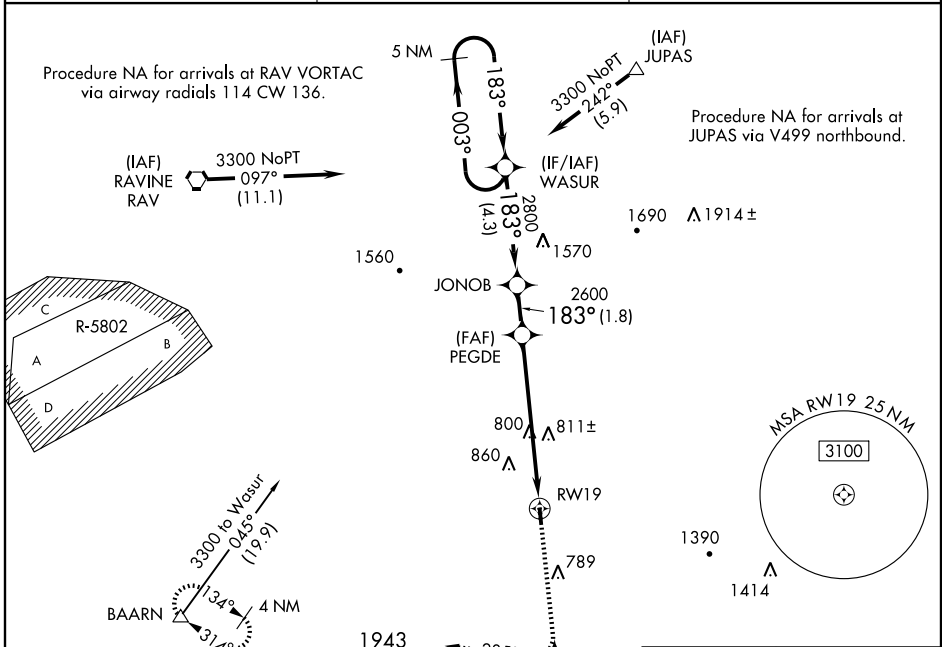 Procedure NA for arrivals at RAV VORTAC
via airway radials 114 CW 136.
5 NM
183°
003°
(IAF)
JUPAS
3300 NoPT
242°
(5.9)
Procedure NA for arrivals at
JUPAS via V499 northbound.
(IAF)
RAVINE
RAV
3300 NoPT
097°
(11.1)
(IF/IAF)
WASUR
2800
183°
(4.3)
1570
1690
1914 ±
1560
JONOB
2600
183° (1.8)
(FAF)
PEGDE
C
R-5802
A
B
D
800
811±
860
RW19
MSA RW19 25 NM
3100
789
1390
1414
3300 to Wasur
045°
(19.9)
BAARN
134°
4 NM
314°
1943